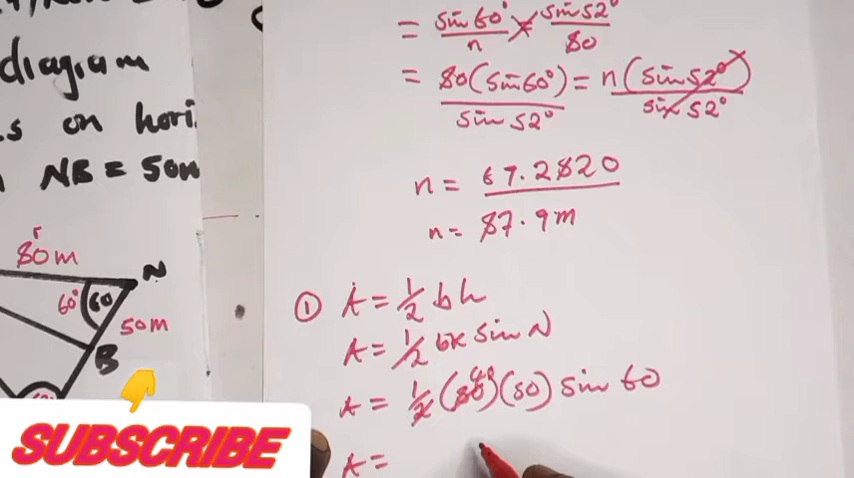 diagram
s on hori
NB = 50m
80m
N
60° 60
50m
B
SUBSCRIBE
= sin 60° / n = sin 52° / 80
= 80(sin 60°) / sin 52° = n(sin 52°) / sin 52°
n = 87.2820
n = 87.9m
① A = 1/2 bh
A = 1/2 bx sin N
A = 1/2 (80) 40 (50) sin 60
A =